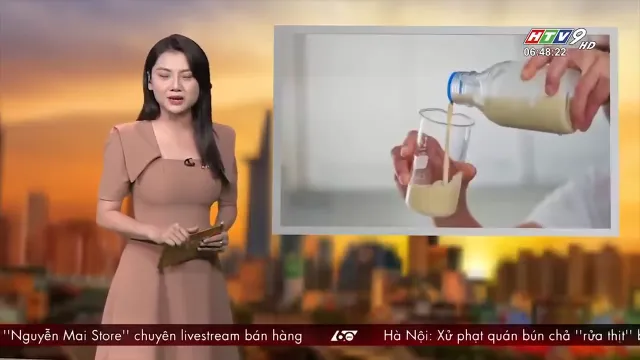 HTV9 HD
06:48:22
"Nguyễn Mai Store" chuyên livestream bán hàng
Hà Nội: Xử phạt quán bún chả "rửa thịt"